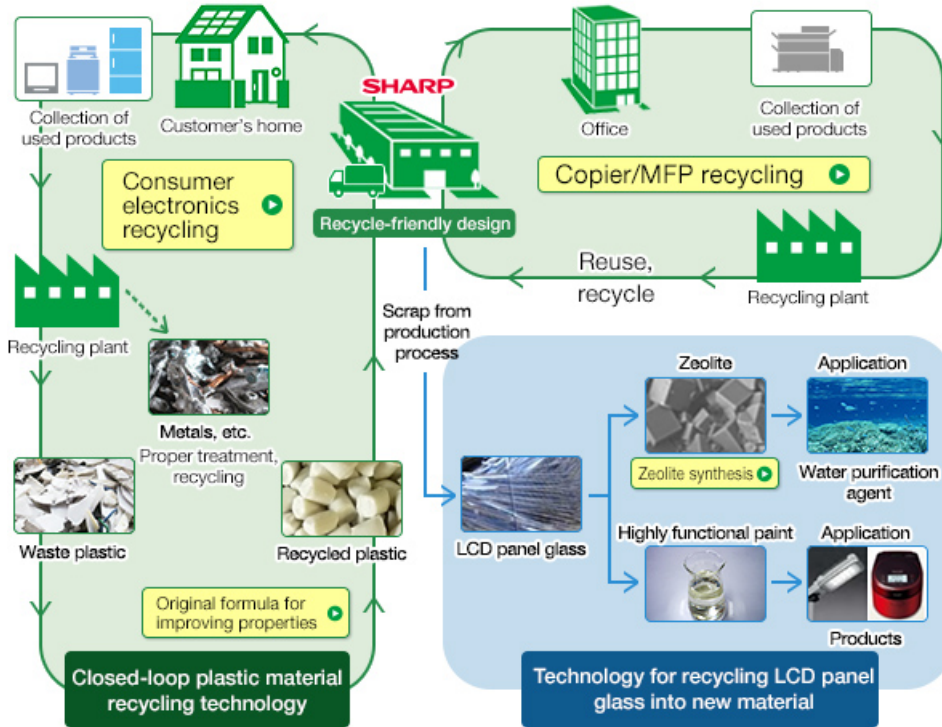 SHARP
Recycle-friendly design
Collection of
used products
Customer's home
Consumer
electronics
recycling
Recycling plant
Metals, etc.
Proper treatment,
recycling
Waste plastic
Recycled plastic
Original formula for
improving properties
Closed-loop plastic material
recycling technology
Office
Collection of
used products
Copier/MFP recycling
Reuse,
recycle
Recycling plant
Scrap from
production
process
LCD panel glass
Zeolite
Zeolite synthesis
Application
Water purification
agent
Highly functional paint
Application
Products
Technology for recycling LCD panel
glass into new material